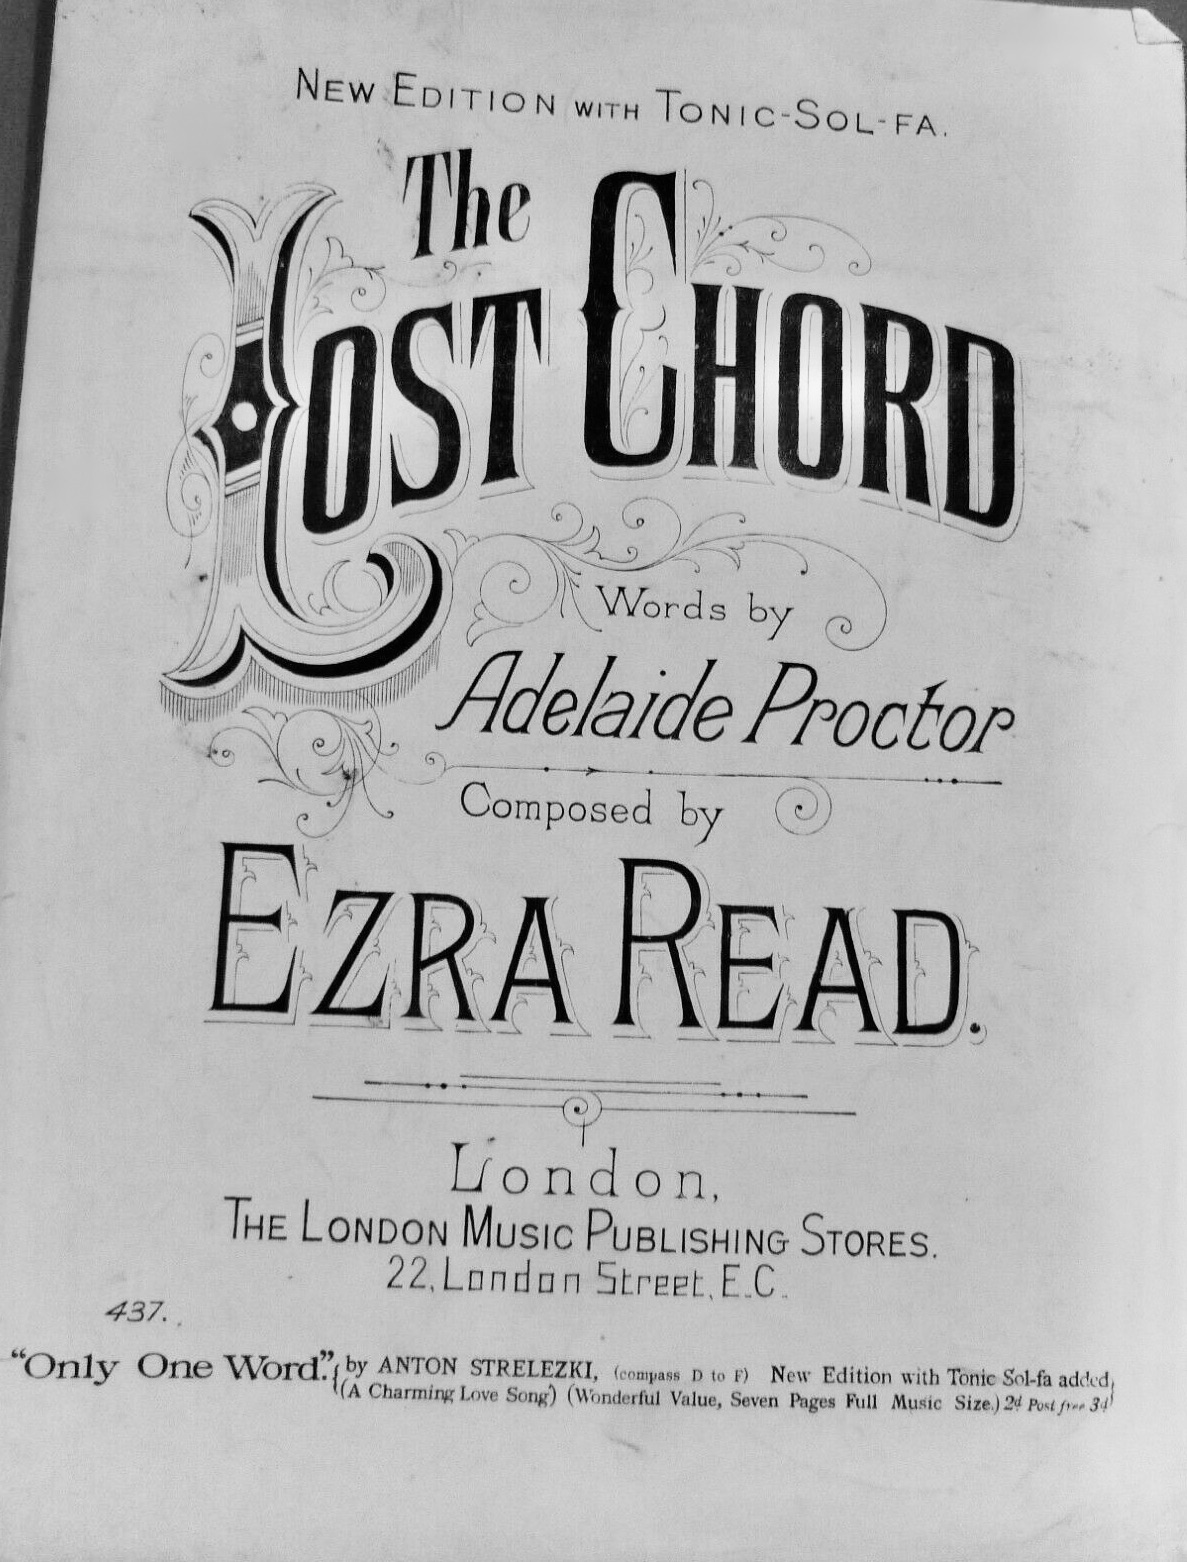 NEW EDITION WITH TONIC-SOL-FA.
The
LOST CHORD
Words by
Adelaide Proctor
Composed by
EZRA READ.
London,
THE LONDON MUSIC PUBLISHING STORES.
22, London Street, E.C.
437.
"Only One Word." by ANTON STRELEZKI, (compass D to F) New Edition with Tonic Sol-fa added,
(A Charming Love Song) (Wonderful Value, Seven Pages Full Music Size.) 2d Post free 3d